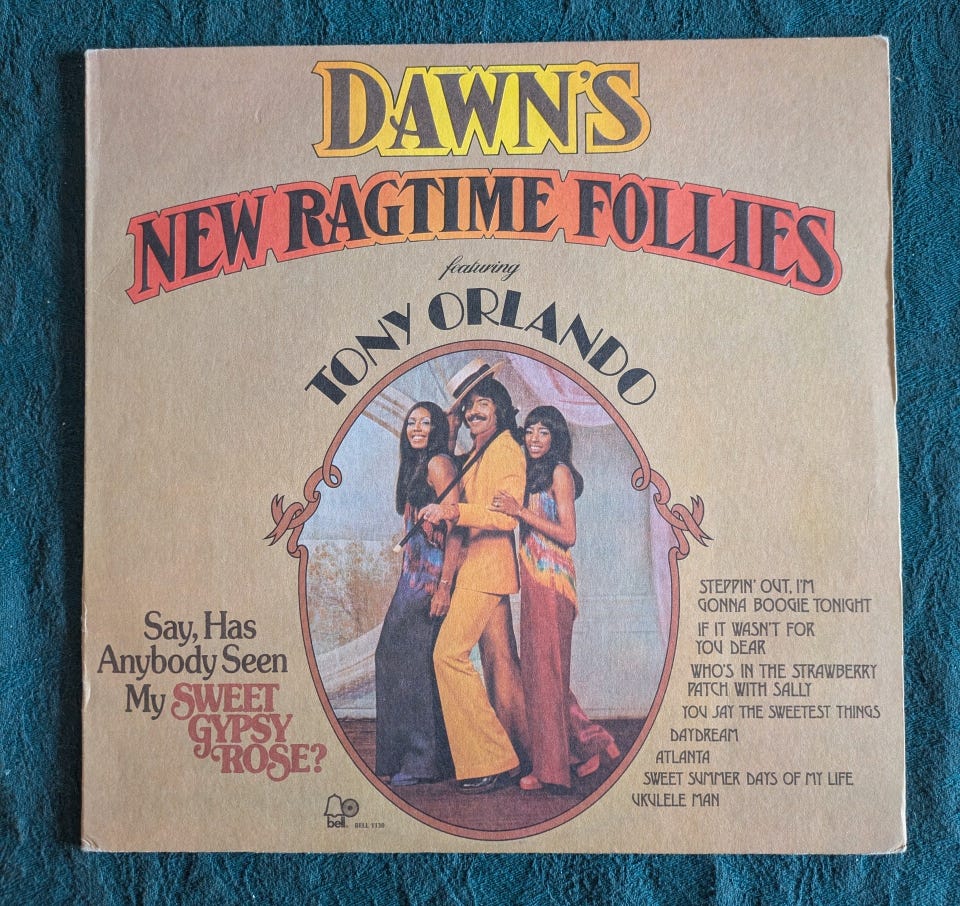 DAWN'S
NEW RAGTIME FOLLIES
featuring
TONY ORLANDO
Say, Has
Anybody Seen
My SWEET
GYPSY
ROSE?
STEPPIN' OUT, I'M
GONNA BOOGIE TONIGHT
IF IT WASN'T FOR
YOU DEAR
WHO'S IN THE STRAWBERRY
PATCH WITH SALLY
YOU SAY THE SWEETEST THINGS
DAYDREAM
ATLANTA
SWEET SUMMER DAYS OF MY LIFE
UKULELE MAN
bell
BELL 1130